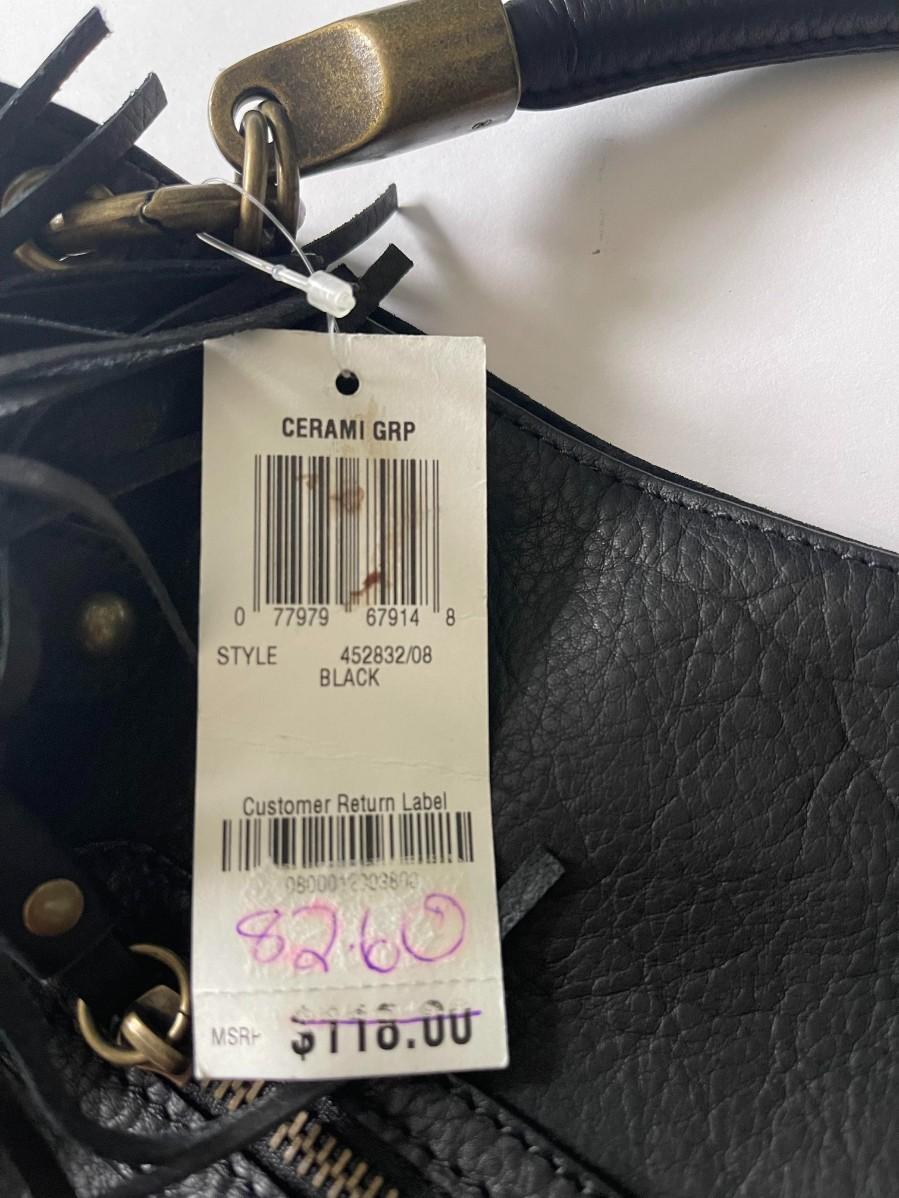 CERAMI GRP
0 77979 67914 8
STYLE 452832/08
BLACK
Customer Return Label
82.60
MSRP $118.00